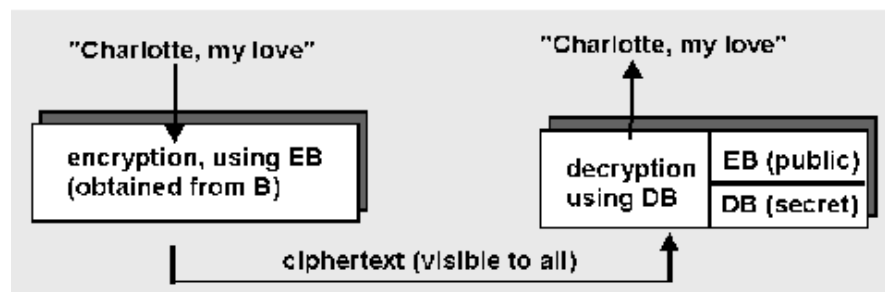 "Charlotte, my love"
"Charlotte, my love"
encryption, using EB
(obtained from B)
decryption
using DB
EB (public)
DB (secret)
ciphertext (visible to all)